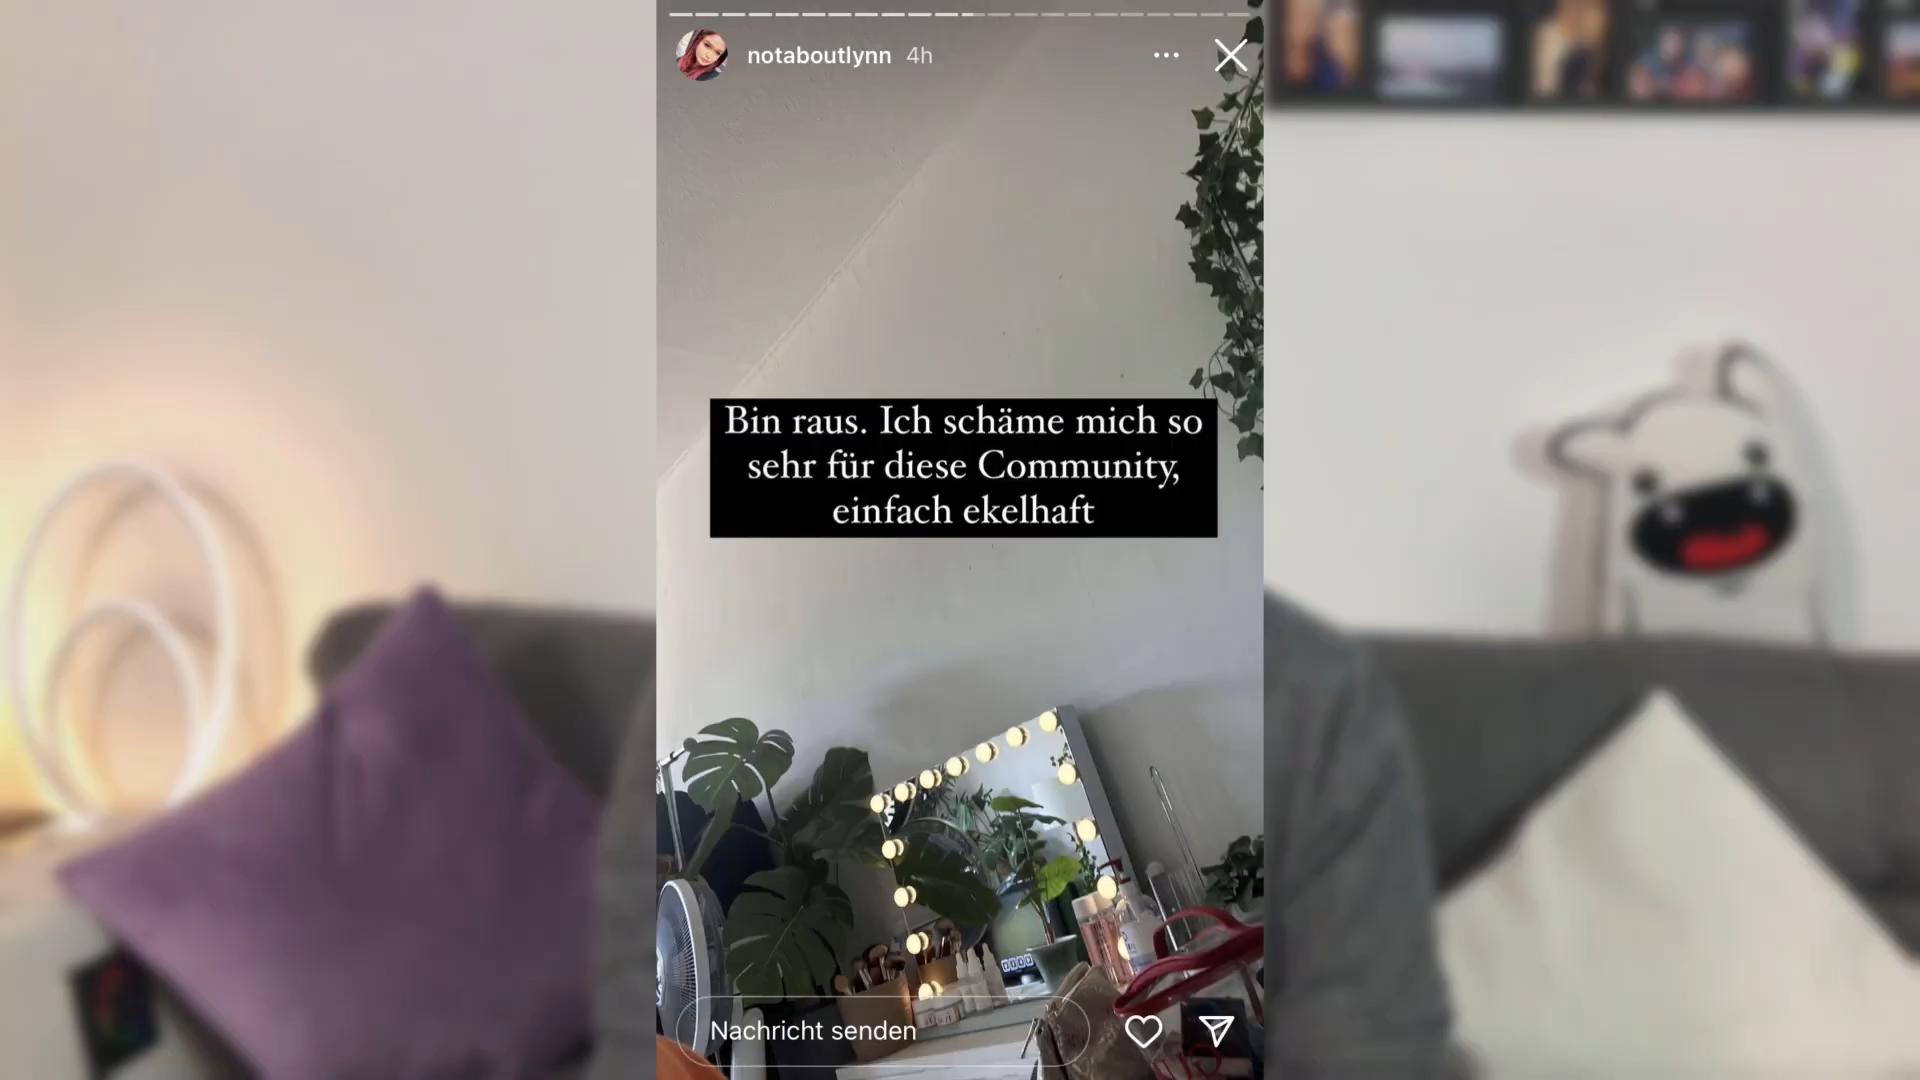 notaboutlynn 4h
Bin raus. Ich schäme mich so
sehr für diese Community,
einfach ekelhaft
Nachricht senden